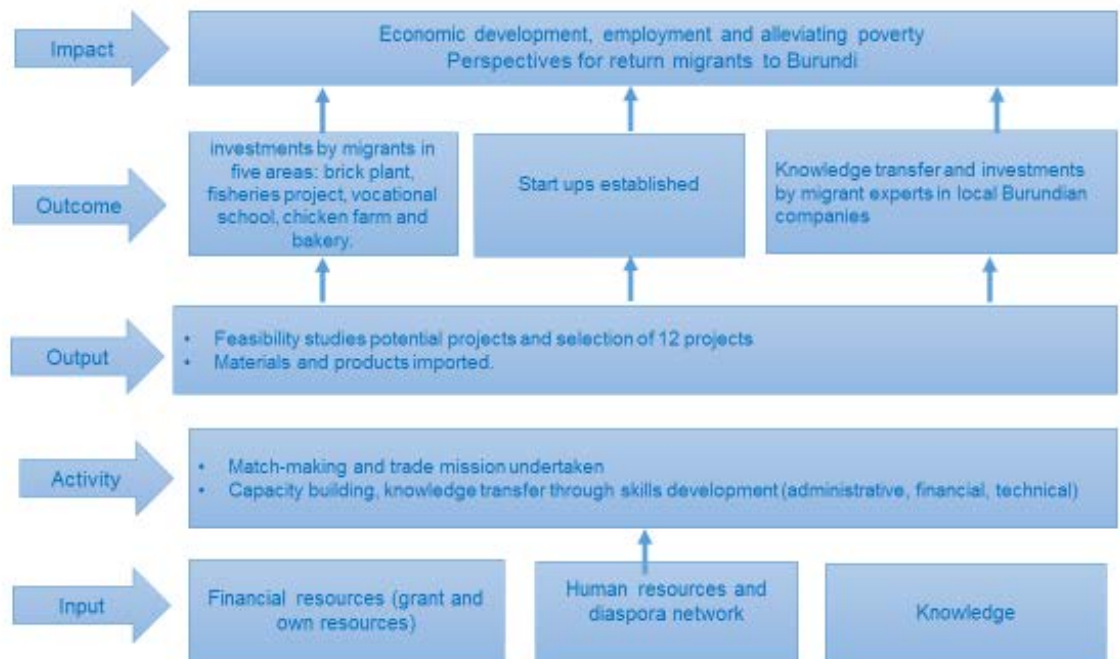 Impact
Economic development, employment and alleviating poverty
Perspectives for return migrants to Burundi
Outcome
investments by migrants in
five areas: brick plant,
fisheries project, vocational
school, chicken farm and
bakery.
Start ups established
Knowledge transfer and investments
by migrant experts in local Burundian
companies
Output
• Feasibility studies potential projects and selection of 12 projects
• Materials and products imported.
Activity
• Match-making and trade mission undertaken
• Capacity building, knowledge transfer through skills development (administrative, financial, technical)
Input
Financial resources (grant and
own resources)
Human resources and
diaspora network
Knowledge